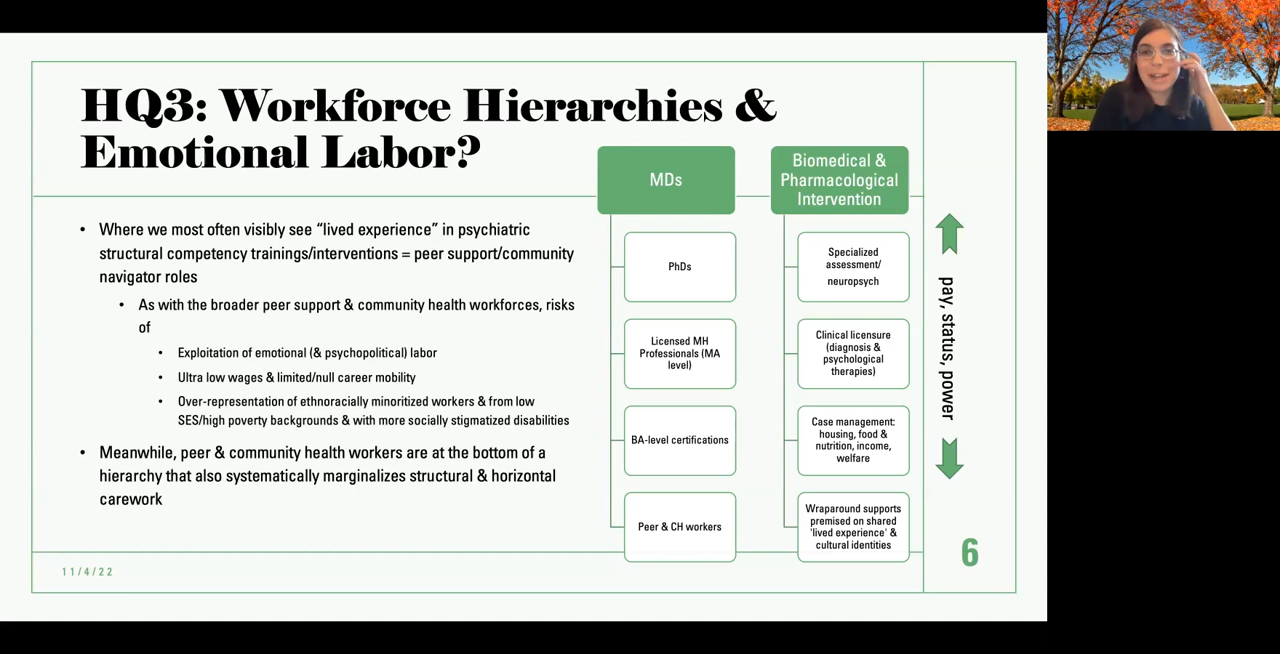 HQ3: Workforce Hierarchies &
Emotional Labor?
• Where we most often visibly see “lived experience” in psychiatric
structural competency trainings/interventions = peer support/community
navigator roles
• As with the broader peer support & community health workforces, risks
of
• Exploitation of emotional (& psychopolitical) labor
• Ultra low wages & limited/null career mobility
• Over-representation of ethnoracially minoritized workers & from low
SES/high poverty backgrounds & with more socially stigmatized disabilities
• Meanwhile, peer & community health workers are at the bottom of a
hierarchy that also systematically marginalizes structural & horizontal
carework
MDs
PhDs
Licensed MH
Professionals (MA
level)
BA-level certifications
Peer & CH workers
Biomedical &
Pharmacological
Intervention
Specialized
assessment/
neuropsych
Clinical licensure
(diagnosis &
psychological
therapies)
Case management:
housing, food &
nutrition, income,
welfare
Wraparound supports
premised on shared
'lived experience' &
cultural identities
pay, status, power
11/4/22
6